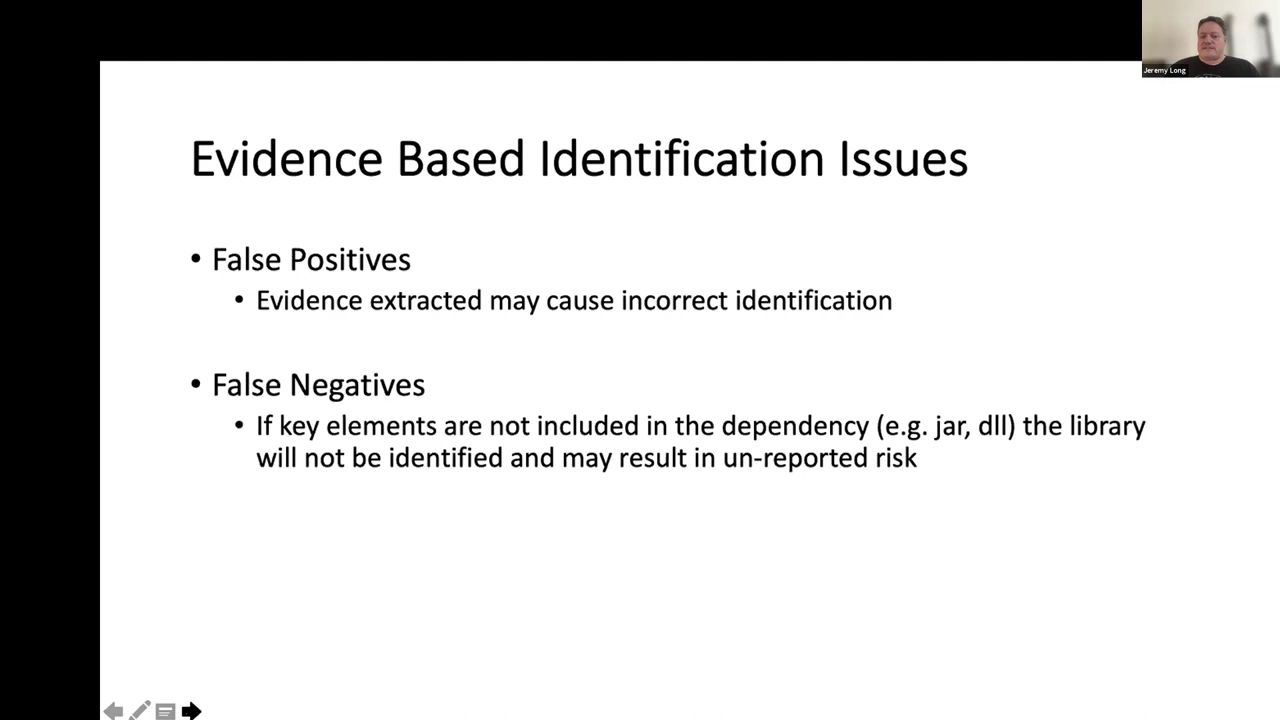 Jeremy Long
Evidence Based Identification Issues
• False Positives
• Evidence extracted may cause incorrect identification
• False Negatives
• If key elements are not included in the dependency (e.g. jar, dll) the library
will not be identified and may result in un-reported risk